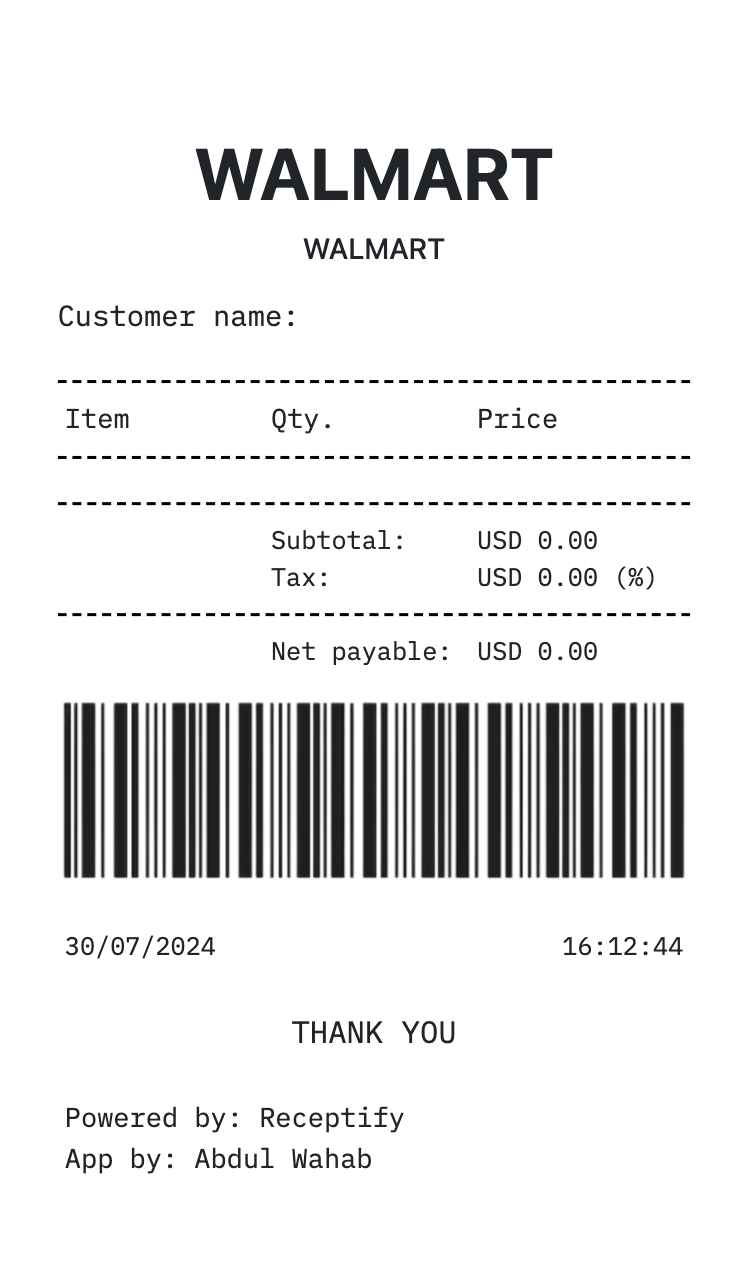 WALMART
WALMART
Customer name:
Item Qty. Price
Subtotal: USD 0.00
Tax: USD 0.00 (%)
Net payable: USD 0.00
30/07/2024 16:12:44
THANK YOU
Powered by: Receptify
App by: Abdul Wahab